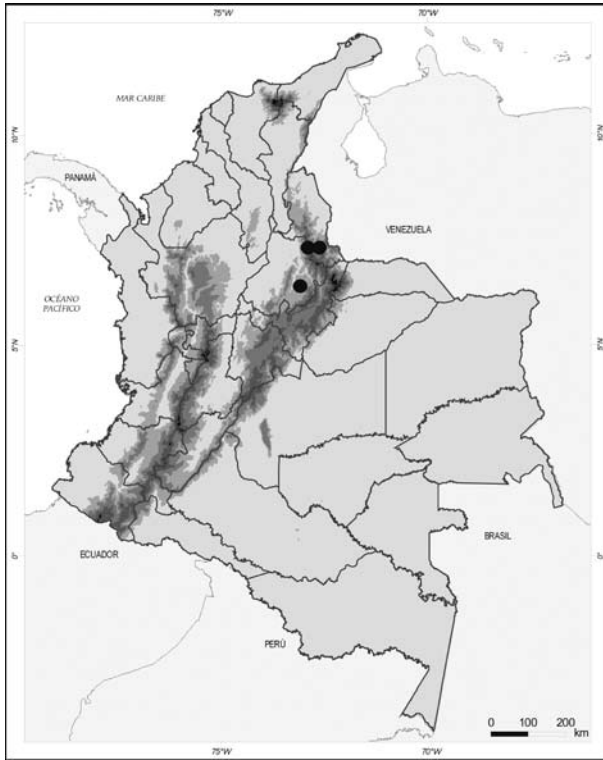 75°W
70°W
MAR CARIBE
10°N
10°N
PANAMÁ
VENEZUELA
OCÉANO
PACÍFICO
5°N
5°N
0°
0°
ECUADOR
BRASIL
PERÚ
0 100 200
km
75°W
70°W